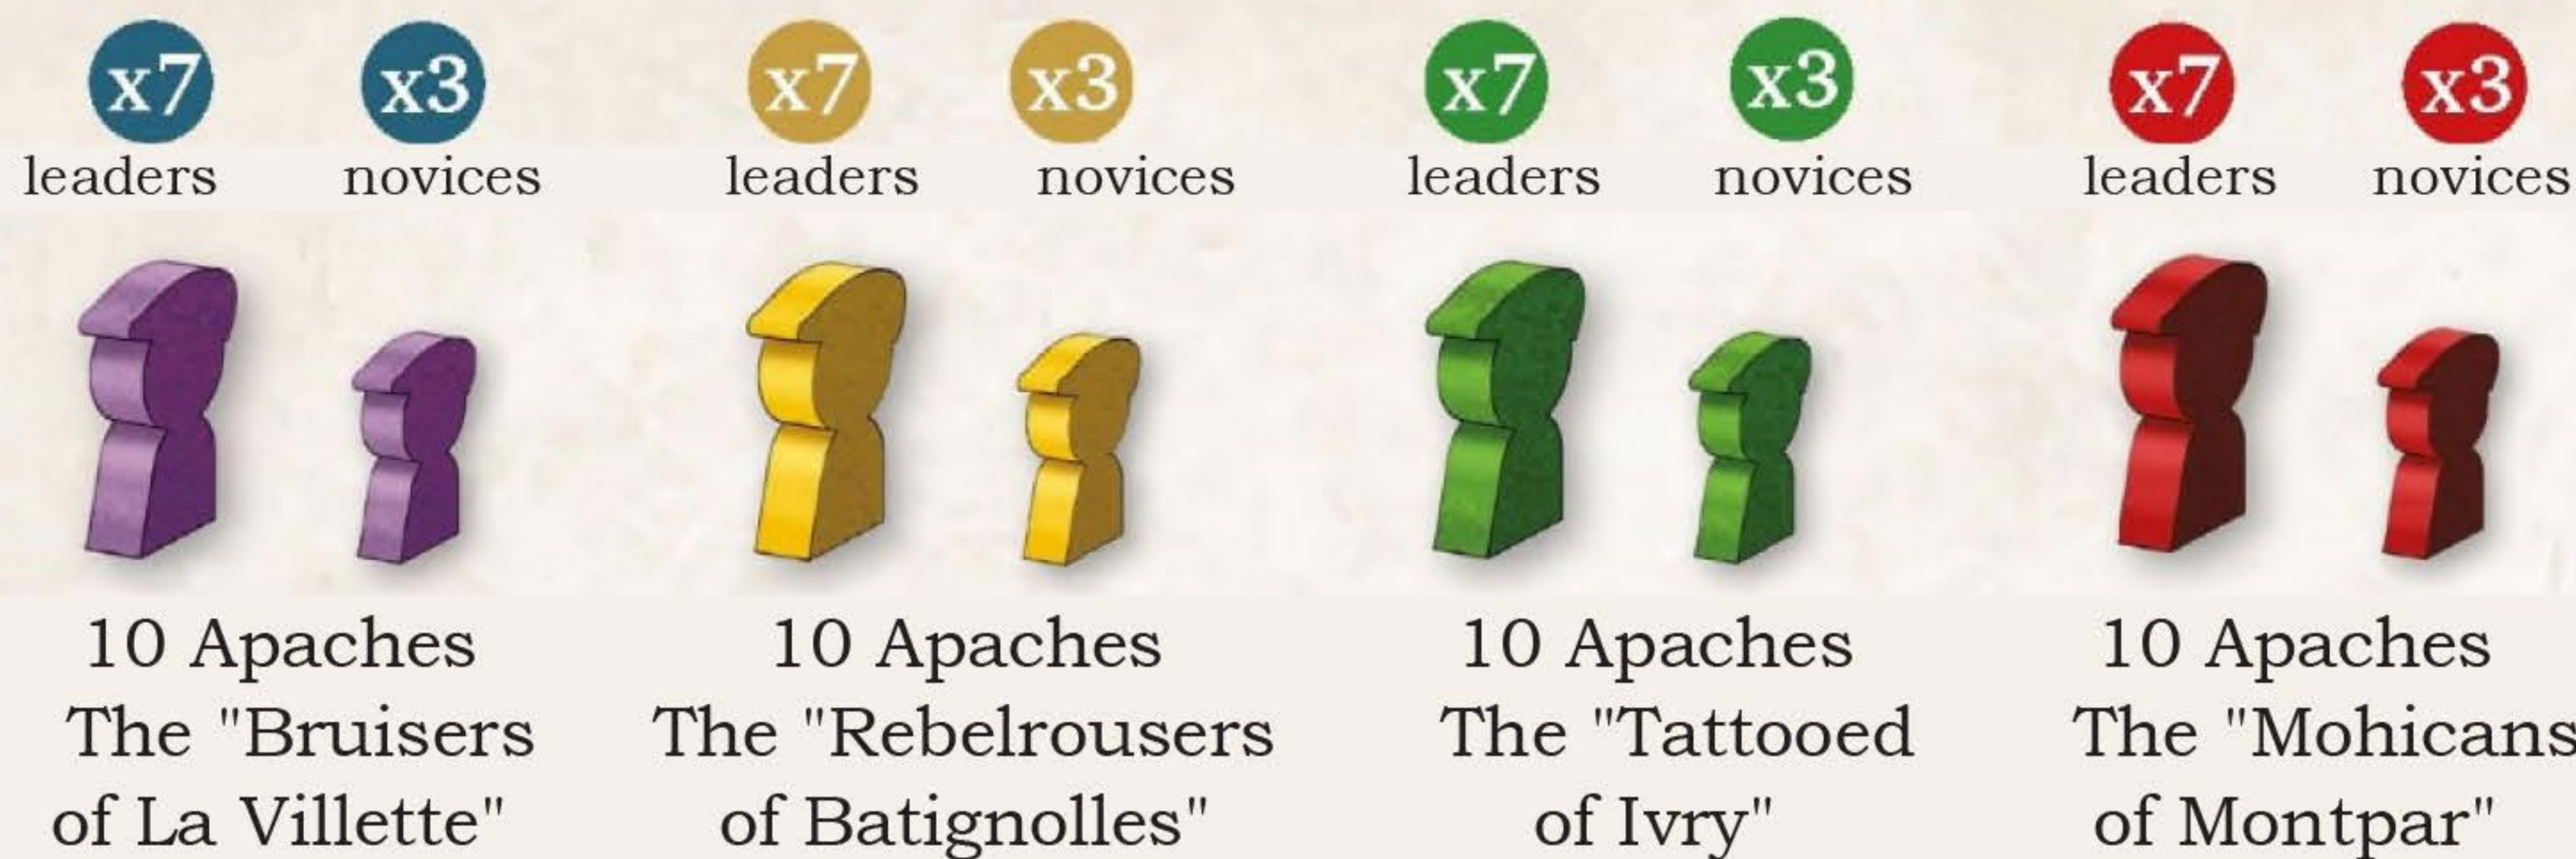 x7 x3 x7 x3 x7 x3 x7 x3
leaders novices leaders novices leaders novices leaders novices
10 Apaches
The "Bruisers
of La Villette"
10 Apaches
The "Rebelrousers
of Batignolles"
10 Apaches
The "Tattooed
of Ivry"
10 Apaches
The "Mohicans
of Montpar"